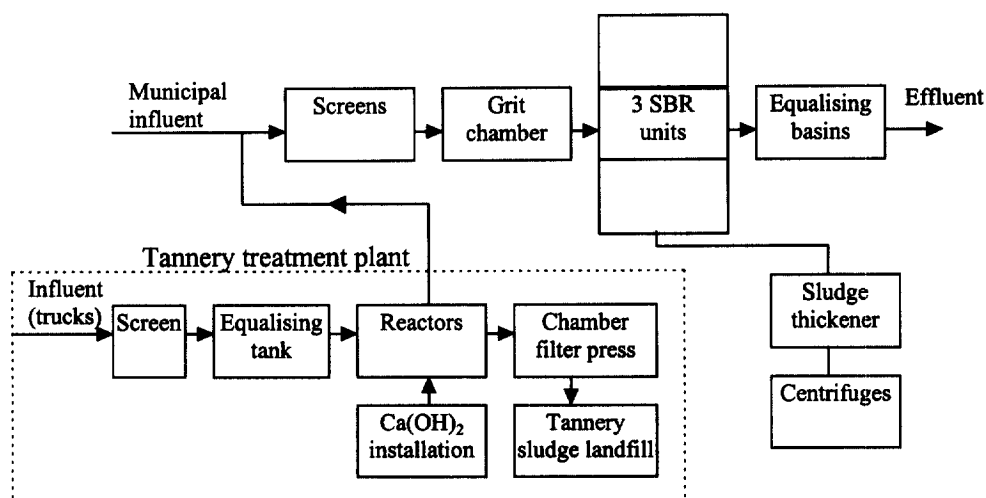 Municipal
influent
Screens
Grit
chamber
3 SBR
units
Equalising
basins
Effluent
Tannery treatment plant
Influent
(trucks)
Screen
Equalising
tank
Reactors
Chamber
filter press
Sludge
thickener
Ca(OH)₂
installation
Tannery
sludge landfill
Centrifuges